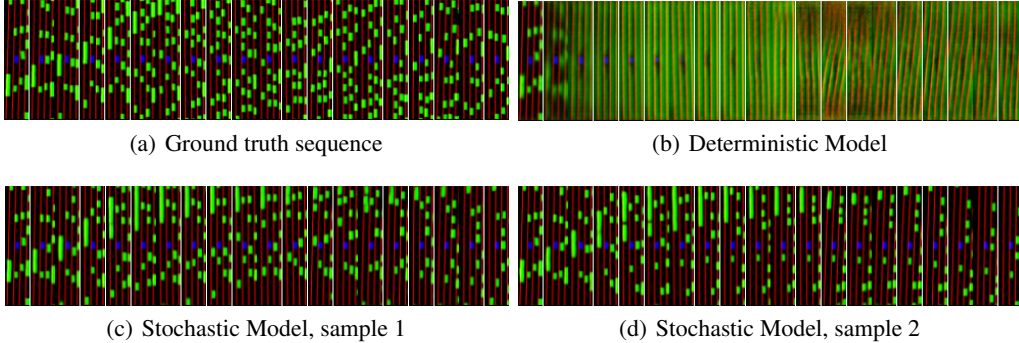 (a) Ground truth sequence
(b) Deterministic Model
(c) Stochastic Model, sample 1
(d) Stochastic Model, sample 2